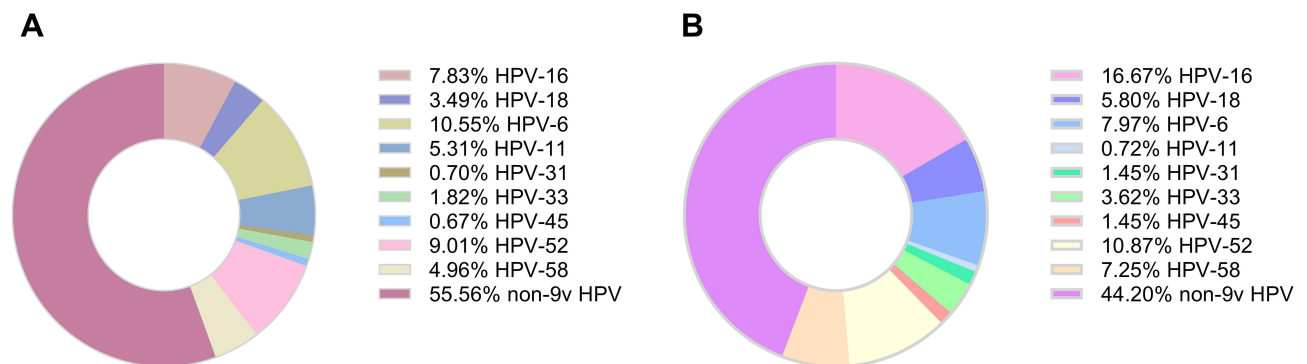 A
7.83% HPV-16
3.49% HPV-18
10.55% HPV-6
5.31% HPV-11
0.70% HPV-31
1.82% HPV-33
0.67% HPV-45
9.01% HPV-52
4.96% HPV-58
55.56% non-9v HPV
B
16.67% HPV-16
5.80% HPV-18
7.97% HPV-6
0.72% HPV-11
1.45% HPV-31
3.62% HPV-33
1.45% HPV-45
10.87% HPV-52
7.25% HPV-58
44.20% non-9v HPV